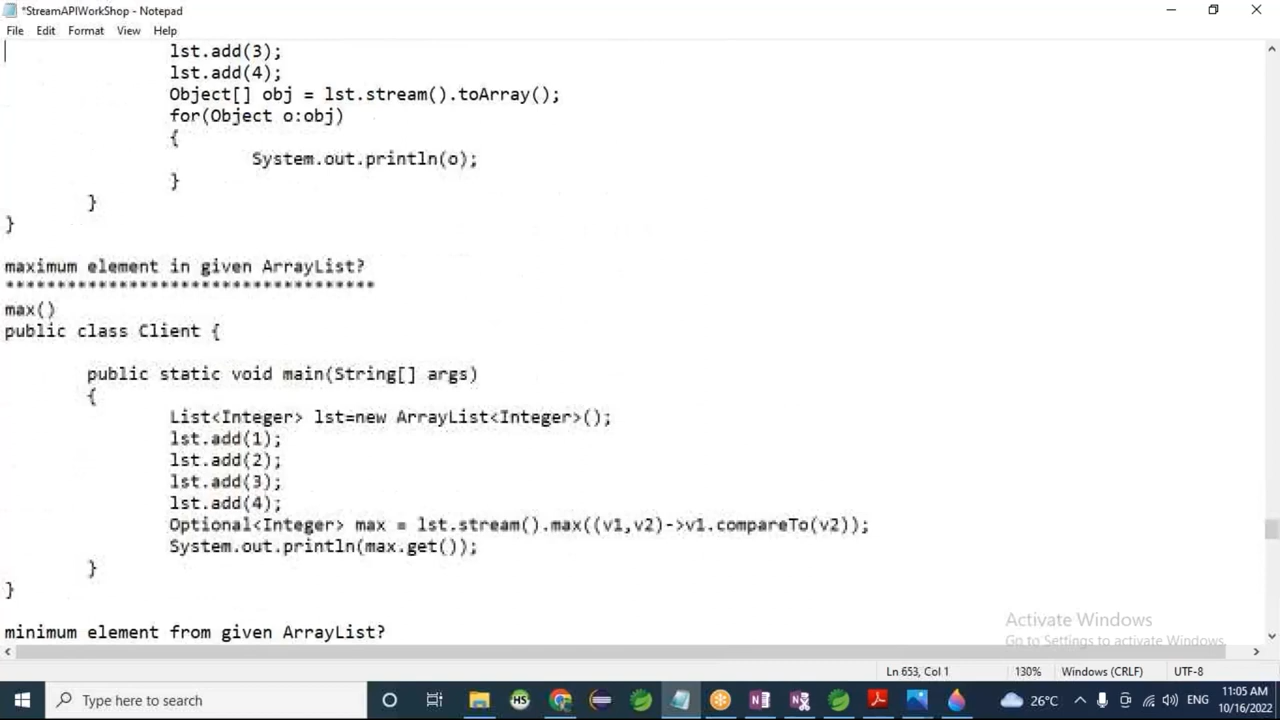 *StreamAPIWorkShop - Notepad
File Edit Format View Help
lst.add(3);
lst.add(4);
Object[] obj = lst.stream().toArray();
for(Object o:obj)
{
System.out.println(o);
}
}
}
maximum element in given ArrayList?
************************************
max()
public class Client {
public static void main(String[] args)
{
List<Integer> lst=new ArrayList<Integer>();
lst.add(1);
lst.add(2);
lst.add(3);
lst.add(4);
Optional<Integer> max = lst.stream().max((v1,v2)->v1.compareTo(v2));
System.out.println(max.get());
}
}
minimum element from given ArrayList?
Activate Windows
Go to Settings to activate Windows.
Ln 653, Col 1 130% Windows (CRLF) UTF-8
Type here to search HS 26°C ENG 11:05 AM
10/16/2022